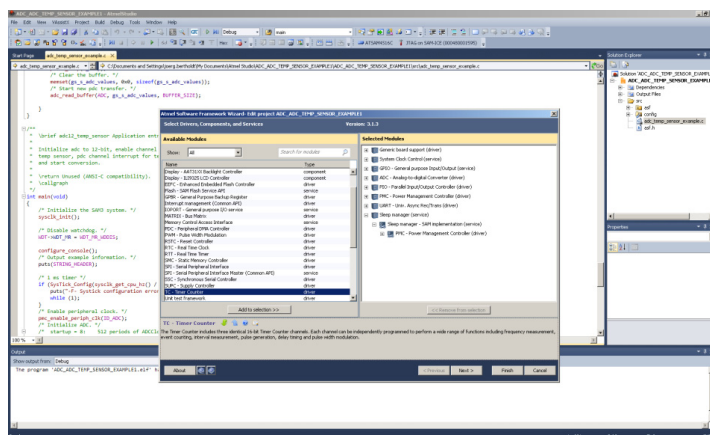 ADC_ADC_TEMP_SENSOR_EXAMPLE1 - AtmelStudio
File Edit View VAssistX Project Build Debug Tools Window Help
Debug
main
Hex
ATSAM4S16C JTAG on SAM-ICE
Start Page adc_temp_sensor_example.c
adc_temp_sensor_example.c
/* Clear the buffer. */
memset(gs_s_adc_values, 0x0, sizeof(gs_s_adc_values));
/* Start new pdc transfer. */
adc_read_buffer(ADC, gs_s_adc_values, BUFFER_SIZE);
}
}
/**
* \brief adc12_temp_sensor Application entry
*
* Initialize adc to 12-bit, enable channel
* temp sensor, pdc channel interrupt for
* and start conversion.
*
* \return Unused (ANSI-C compatibility).
* \callgraph
*/
int main(void)
{
/* Initialize the SAM3 system. */
sysclk_init();
/* Disable watchdog. */
WDT->WDT_MR = WDT_MR_WDDIS;
configure_console();
/* Output example information. */
puts(STRING_HEADER);
/* 1 ms timer */
if (SysTick_Config(sysclk_get_cpu_hz() /
puts("-F- Systick configuration
while (1);
}
/* Enable peripheral clock. */
pmc_enable_periph_clk(ID_ADC);
/* Initialize ADC. */
/* startup = 8: 512 periods of ADCClock
100 %
Atmel Software Framework Wizard- Edit project ADC_ADC_TEMP_SENSOR_EXAMPLE1
Select Drivers, Components, and Services Version: 3.1.3
Available Modules
Show: All Search for modules
Name Type
Display - AAT31XX Backlight Controller component
Display - ILI9325 LCD Controller component
EEFC - Enhanced Embedded Flash Controller driver
Flash - SAM Flash Service API service
GPBR - General Purpose Backup Register driver
Interrupt management (Common API) driver
IOPORT - General purpose I/O service driver
MATRIX - Bus Matrix driver
Memory Control Access Interface service
PDC - Peripheral DMA Controller driver
PWM - Pulse Width Modulation driver
RSTC - Reset Controller driver
RTC - Real Time Clock driver
RTT - Real Time Timer driver
SMC - Static Memory Controller driver
SPI - Serial Peripheral Interface driver
SPI - Serial Peripheral Interface Master (Common API) service
SSC - Synchronous Serial Controller driver
SUPC - Supply Controller driver
TC - Timer Counter driver
Unit test framework driver
Add to selection >>
Selected Modules
Generic board support (driver)
System Clock Control (service)
GPIO - General purpose Input/Output (service)
ADC - Analog-to-digital Converter (driver)
PIO - Parallel Input/Output Controller (driver)
PMC - Power Management Controller (driver)
UART - Univ. Async Rec/Trans (driver)
Sleep manager (service)
Sleep manager - SAM implementation (service)
PMC - Power Management Controller (driver)
<< Remove from selection
TC - Timer Counter
The Timer Counter includes three identical 16-bit Timer Counter channels. Each channel can be independently programmed to perform a wide range of functions including frequency measurement,
event counting, interval measurement, pulse generation, delay timing and pulse-width modulation.
About < Previous Next > Finish Cancel
Solution Explorer
Solution 'ADC_ADC_TEMP_SENSOR_EXAMPL
ADC_ADC_TEMP_SENSOR_EXAMPLE1
Dependencies
Output Files
src
asf
config
adc_temp_sensor_example.c
asf.h
Properties
Output
Show output from: Debug
The program 'ADC_ADC_TEMP_SENSOR_EXAMPLE1.elf'